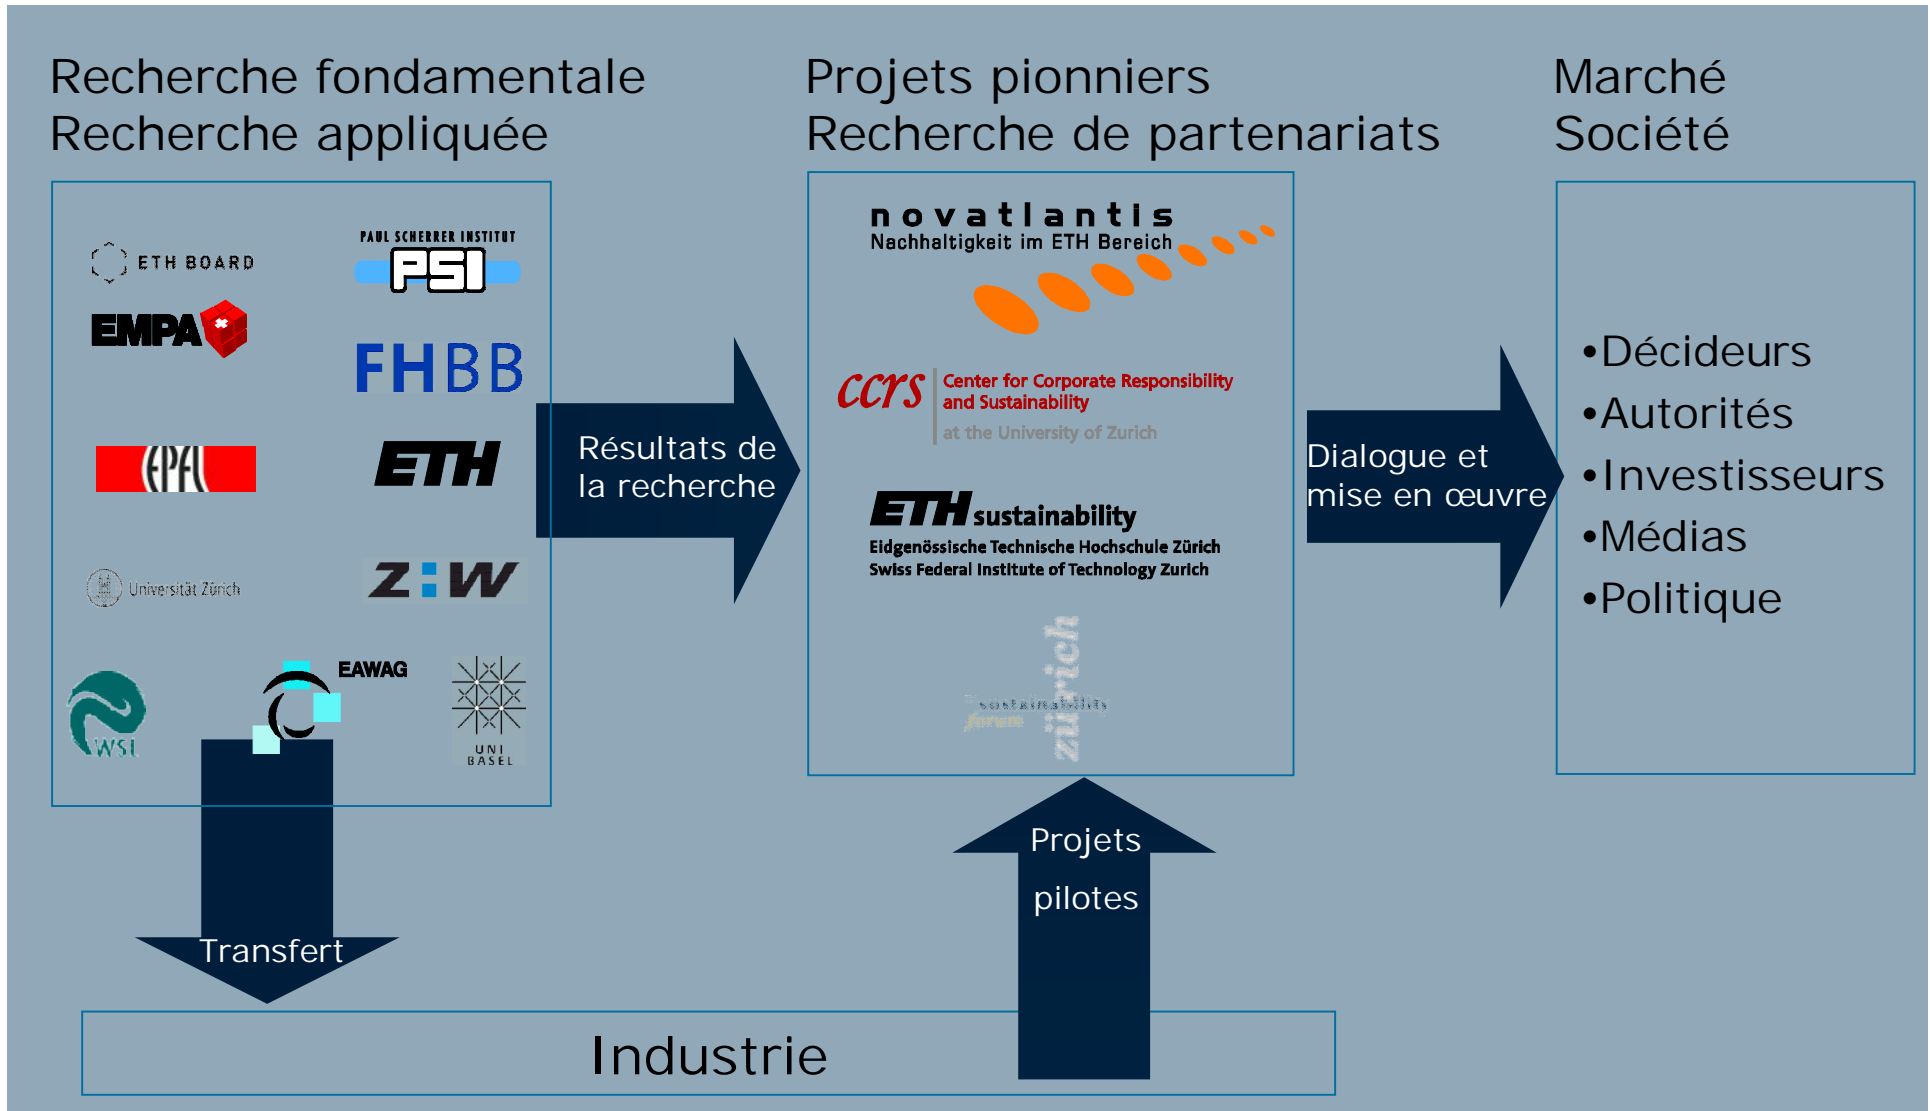 Recherche fondamentale
Recherche appliquée
Projets pionniers
Recherche de partenariats
Marché
Société
ETH BOARD
PAUL SCHERRER INSTITUT
PSI
EMPA
FHBB
EPFL
ETH
Universität Zürich
Z:W
WSL
EAWAG
UNI
BASEL
Résultats de
la recherche
novatlantis
Nachhaltigkeit im ETH Bereich
ccrs
Center for Corporate Responsibility
and Sustainability
at the University of Zurich
ETH sustainability
Eidgenössische Technische Hochschule Zürich
Swiss Federal Institute of Technology Zurich
sustainability
forum
zürich
Dialogue et
mise en œuvre
•Décideurs
•Autorités
•Investisseurs
•Médias
•Politique
Transfert
Projets
pilotes
Industrie